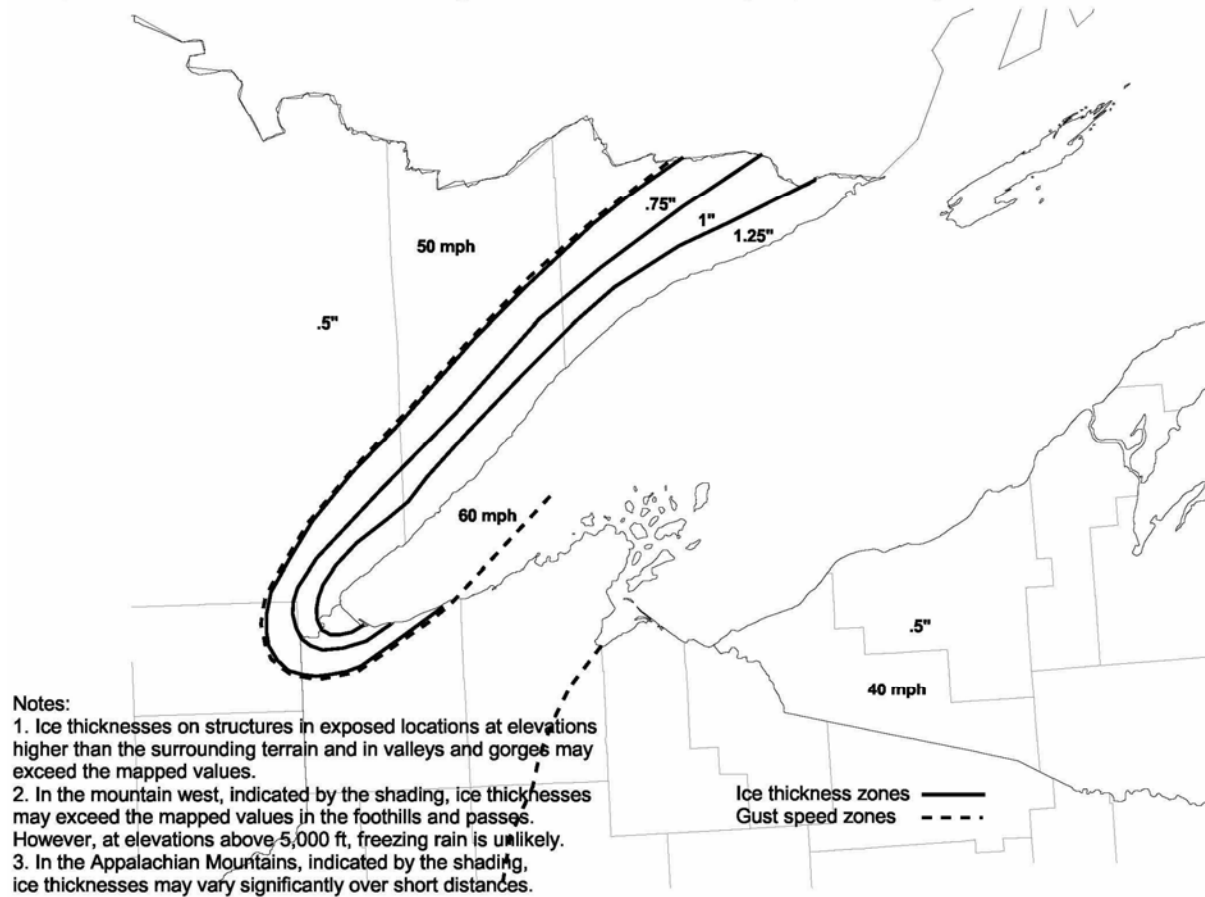 .75"
1"
1.25"
50 mph
.5"
60 mph
.5"
40 mph
Notes:
1. Ice thicknesses on structures in exposed locations at elevations
higher than the surrounding terrain and in valleys and gorges may
exceed the mapped values.
2. In the mountain west, indicated by the shading, ice thicknesses
may exceed the mapped values in the foothills and passes.
However, at elevations above 5,000 ft, freezing rain is unlikely.
3. In the Appalachian Mountains, indicated by the shading,
ice thicknesses may vary significantly over short distances.
Ice thickness zones
Gust speed zones